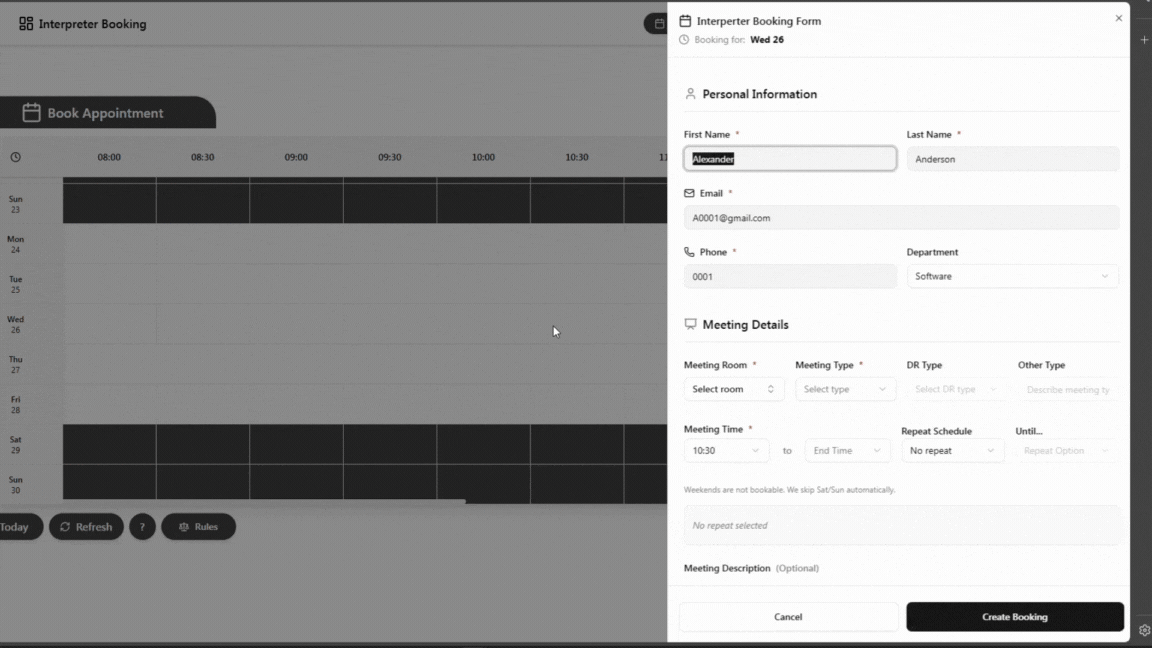 Interpreter Booking
Book Appointment
08:00 08:30 09:00 09:30 10:00 10:30
Sun
23
Mon
24
Tue
25
Wed
26
Thu
27
Fri
28
Sat
29
Sun
30
Today Refresh ? Rules
Interperter Booking Form
Booking for: Wed 26
Personal Information
First Name * Last Name *
Alexander Anderson
Email *
A0001@gmail.com
Phone * Department
0001 Software
Meeting Details
Meeting Room * Meeting Type * DR Type Other Type
Select room Select type Select DR type Describe meeting ty
Meeting Time * Repeat Schedule Until...
10:30 to End Time No repeat Repeat Option
Weekends are not bookable. We skip Sat/Sun automatically.
No repeat selected
Meeting Description (Optional)
Cancel Create Booking